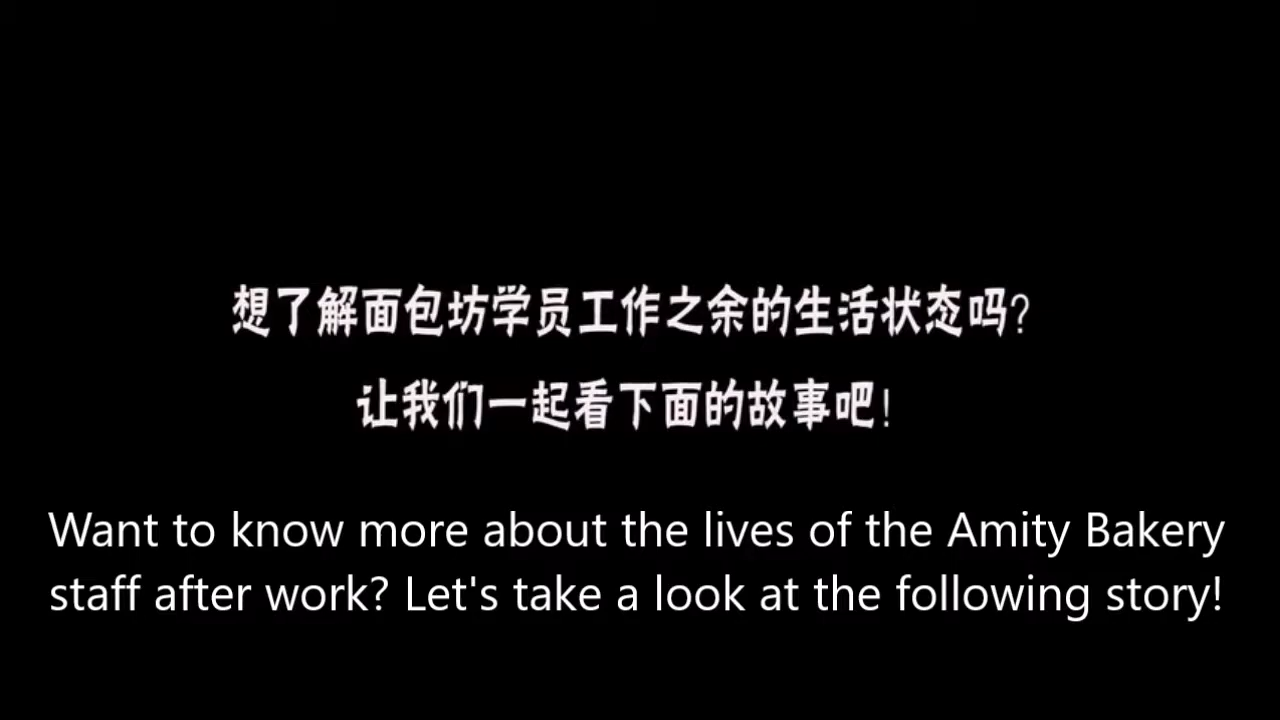 想了解面包坊学员工作之余的生活状态吗?
让我们一起看下面的故事吧!
Want to know more about the lives of the Amity Bakery
staff after work? Let's take a look at the following story!